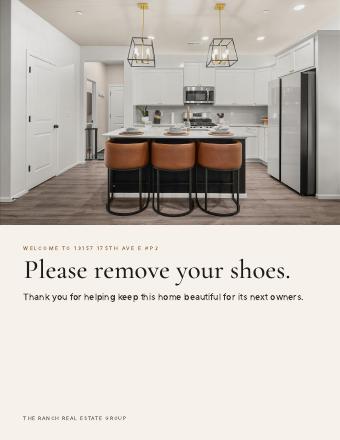 WELCOME TO 13157 175TH AVE E #P2
Please remove your shoes.
Thank you for helping keep this home beautiful for its next owners.
THE RANCH REAL ESTATE GROUP